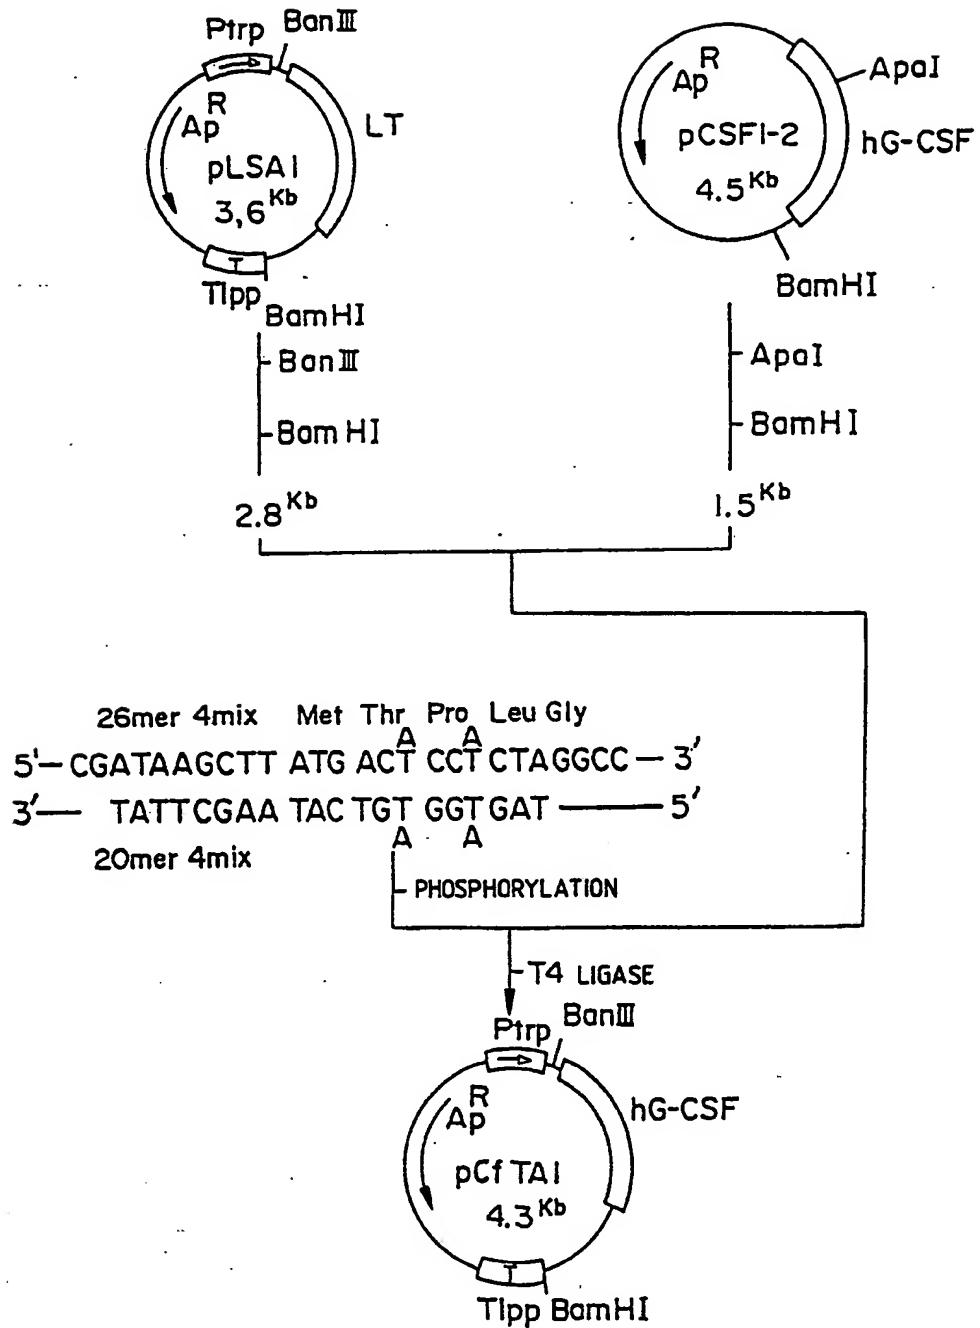 Ptrp BanIII
Ap R
pLSA1
3,6 Kb
LT
T
Tlpp
BamHI
BanIII
BamHI
2.8 Kb
Ap R
pCSF1-2
4.5 Kb
ApaI
hG-CSF
BamHI
ApaI
BamHI
1.5 Kb
26mer 4mix Met Thr Pro Leu Gly
A A
5'— CGATAAGCTT ATG ACT CCT CTAGGCC — 3'
3'— TATTCGAA TACTGT GGT GAT — 5'
A A
20mer 4mix
PHOSPHORYLATION
T4 LIGASE
Ptrp BanIII
Ap R
hG-CSF
pCfTA1
4.3 Kb
T
Tlpp BamHI